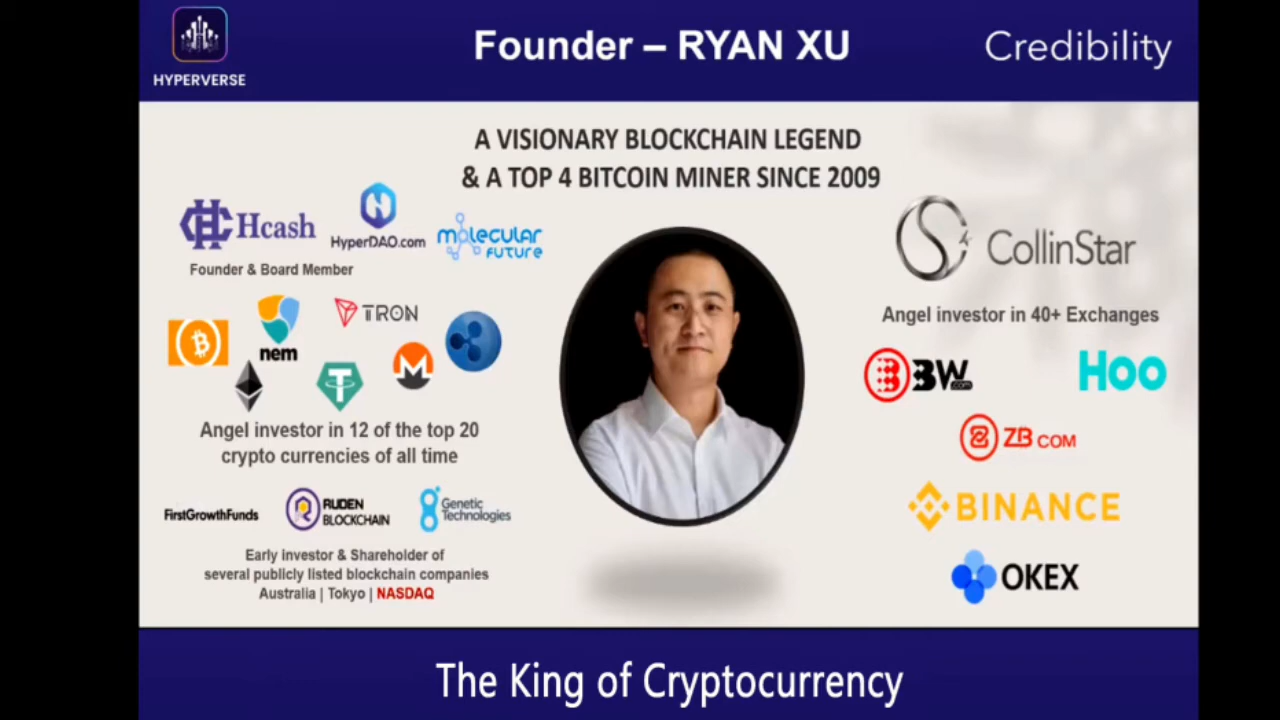 HYPERVERSE
Founder – RYAN XU
Credibility
A VISIONARY BLOCKCHAIN LEGEND
& A TOP 4 BITCOIN MINER SINCE 2009
Hcash
HyperDAO.com
molecular
FUTURE
Founder & Board Member
nem
TRON
Angel investor in 12 of the top 20
crypto currencies of all time
FirstGrowthFunds
RUDEN
BLOCKCHAIN
Genetic
Technologies
Early investor & Shareholder of
several publicly listed blockchain companies
Australia | Tokyo | NASDAQ
CollinStar
Angel investor in 40+ Exchanges
BW.com
Hoo
ZB COM
BINANCE
OKEX
The King of Cryptocurrency